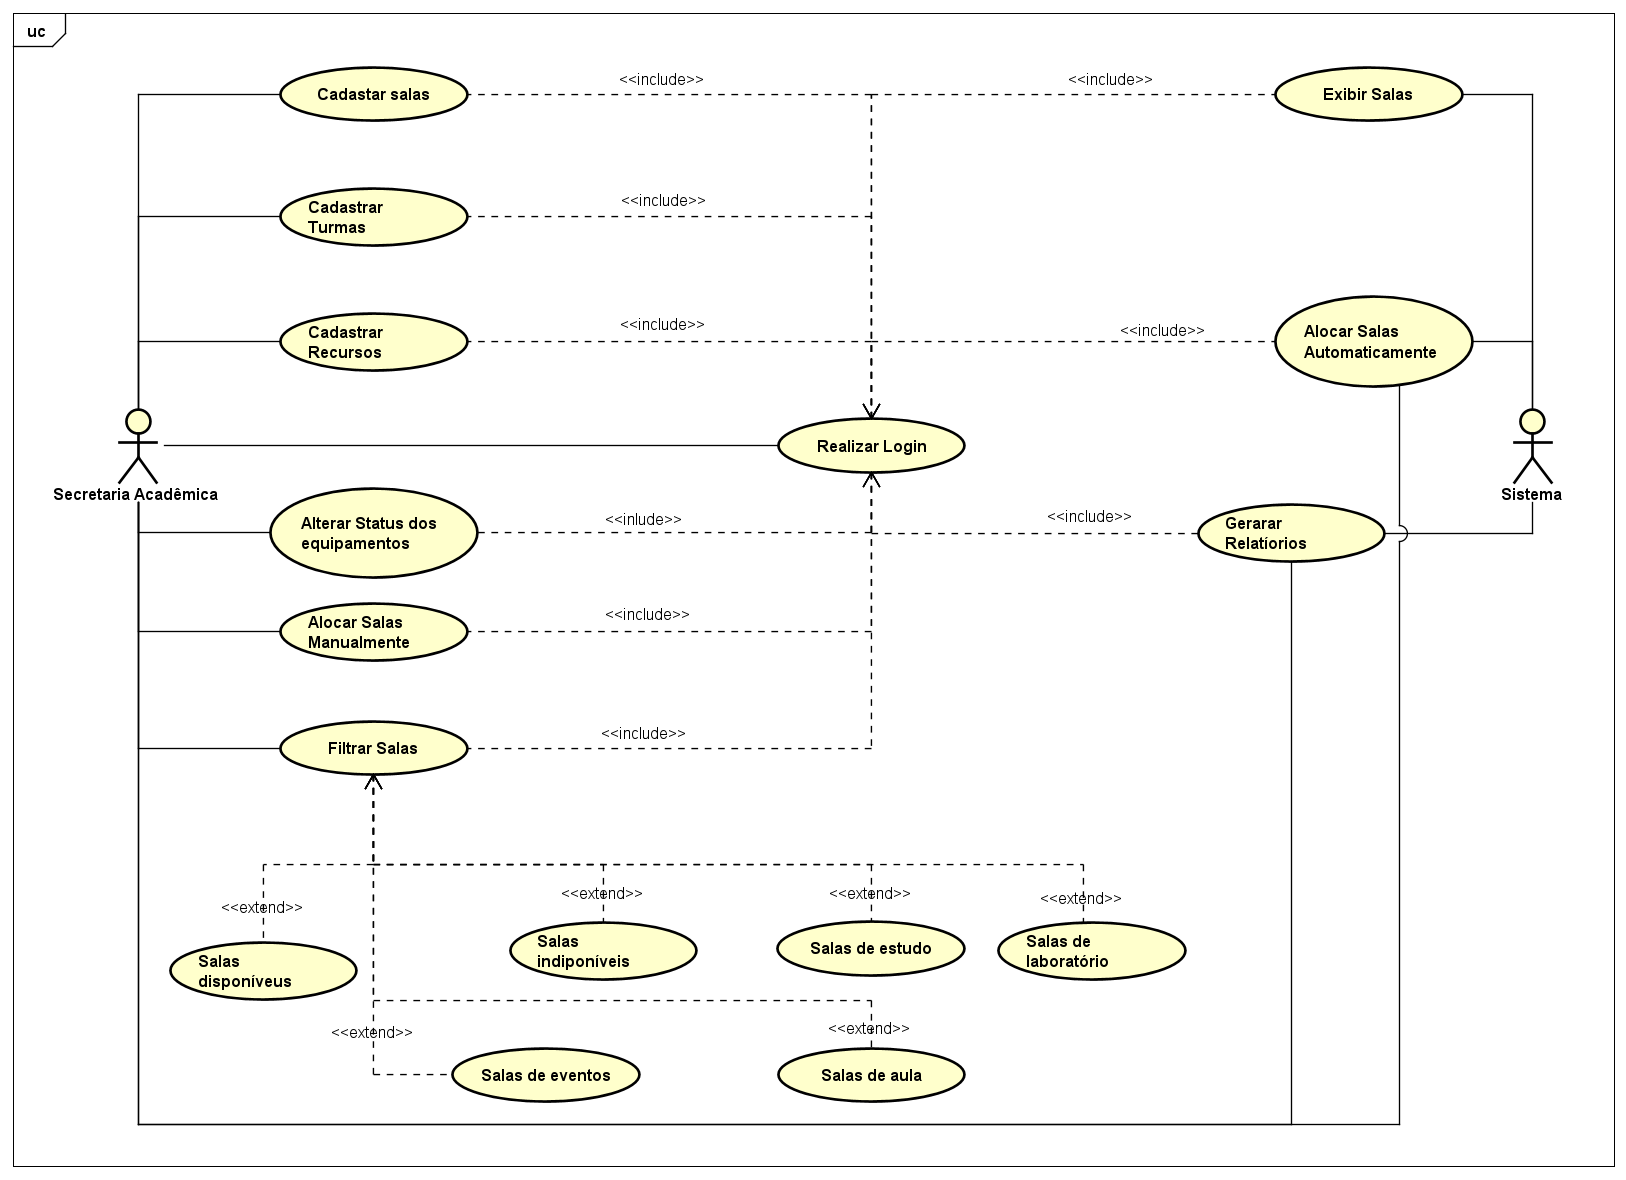 uc
Cadastar salas
<<include>>
<<include>>
Exibir Salas
Cadastrar
Turmas
<<include>>
Cadastrar
Recursos
<<include>>
<<include>>
Alocar Salas
Automaticamente
Realizar Login
Secretaria Acadêmica
Sistema
Alterar Status dos
equipamentos
<<inlude>>
<<include>>
Gerarar
Relatíorios
Alocar Salas
Manualmente
<<include>>
Filtrar Salas
<<include>>
<<extend>>
<<extend>>
<<extend>>
<<extend>>
Salas
disponíveus
Salas
indiponíveis
Salas de estudo
Salas de
laboratório
<<extend>>
<<extend>>
Salas de eventos
Salas de aula